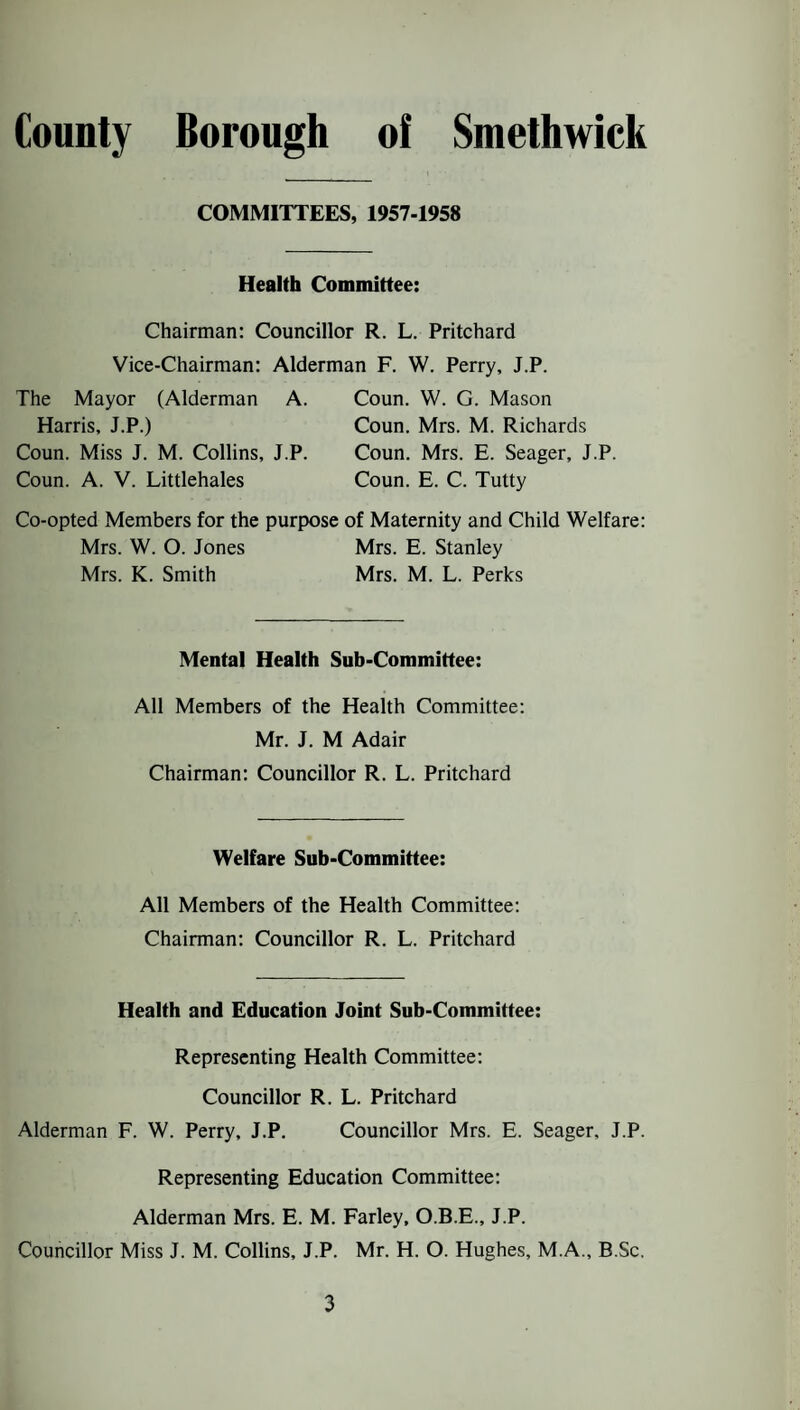 County Borough of Smethwick
COMMITTEES, 1957-1958
Health Committee:
Chairman: Councillor R. L. Pritchard
Vice-Chairman: Alderman F. W. Perry, J.P.
The Mayor (Alderman A.
Harris, J.P.)
Coun. Miss J. M. Collins, J.P.
Coun. A. V. Littlehales
Coun. W. G. Mason
Coun. Mrs. M. Richards
Coun. Mrs. E. Seager, J.P.
Coun. E. C. Tutty
Co-opted Members for the purpose of Maternity and Child Welfare:
Mrs. W. O. Jones Mrs. E. Stanley
Mrs. K. Smith Mrs. M. L. Perks
Mental Health Sub-Committee:
All Members of the Health Committee:
Mr. J. M Adair
Chairman: Councillor R. L. Pritchard
Welfare Sub-Committee:
All Members of the Health Committee:
Chairman: Councillor R. L. Pritchard
Health and Education Joint Sub-Committee:
Representing Health Committee:
Councillor R. L. Pritchard
Alderman F. W. Perry, J.P. Councillor Mrs. E. Seager, J.P.
Representing Education Committee:
Alderman Mrs. E. M. Farley, O.B.E., J.P.
Councillor Miss J. M. Collins, J.P. Mr. H. O. Hughes, M.A., B.Sc.
3